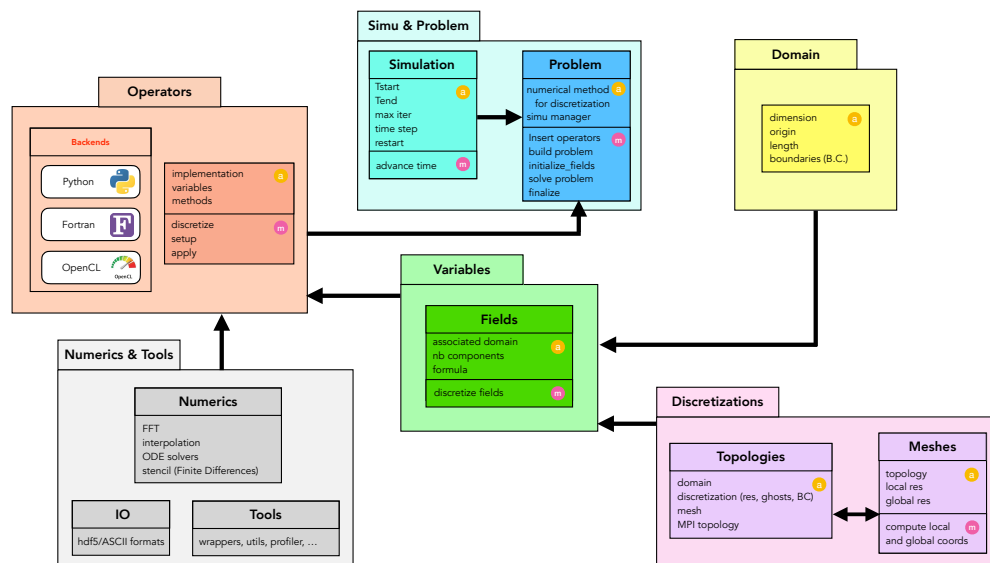 Simu & Problem
Simulation
Tstart
Tend
max iter
time step
restart
a
advance time
m
Problem
numerical method
for discretization
simu manager
a
Insert operators
build problem
initialize_fields
solve problem
finalize
m
Domain
dimension
origin
length
boundaries (B.C.)
a
Operators
Backends
Python
Fortran
F
OpenCL
OpenCL
implementation
variables
methods
a
discretize
setup
apply
m
Variables
Fields
associated domain
nb components
formula
a
discretize fields
m
Numerics & Tools
Numerics
FFT
interpolation
ODE solvers
stencil (Finite Differences)
IO
hdf5/ASCII formats
Tools
wrappers, utils, profiler, ...
Discretizations
Topologies
domain
discretization (res, ghosts, BC)
mesh
MPI topology
a
Meshes
topology
local res
global res
a
compute local
and global coords
m